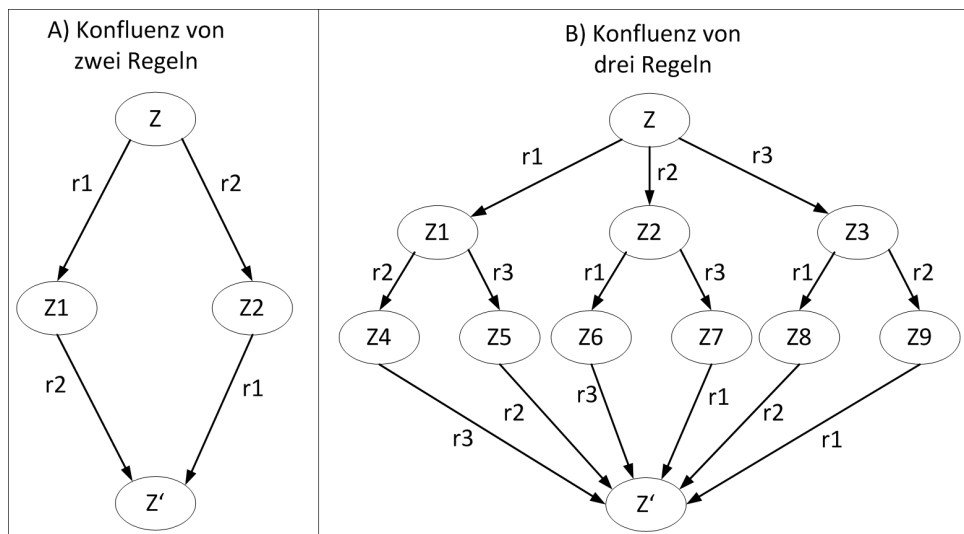 A) Konfluenz von
zwei Regeln
Z
r1
r2
Z1
Z2
r2
r1
Z‘
B) Konfluenz von
drei Regeln
Z
r1
r2
r3
Z1
Z2
Z3
r2
r3
r1
r3
r1
r2
Z4
Z5
Z6
Z7
Z8
Z9
r3
r2
r3
r1
r2
r1
Z‘